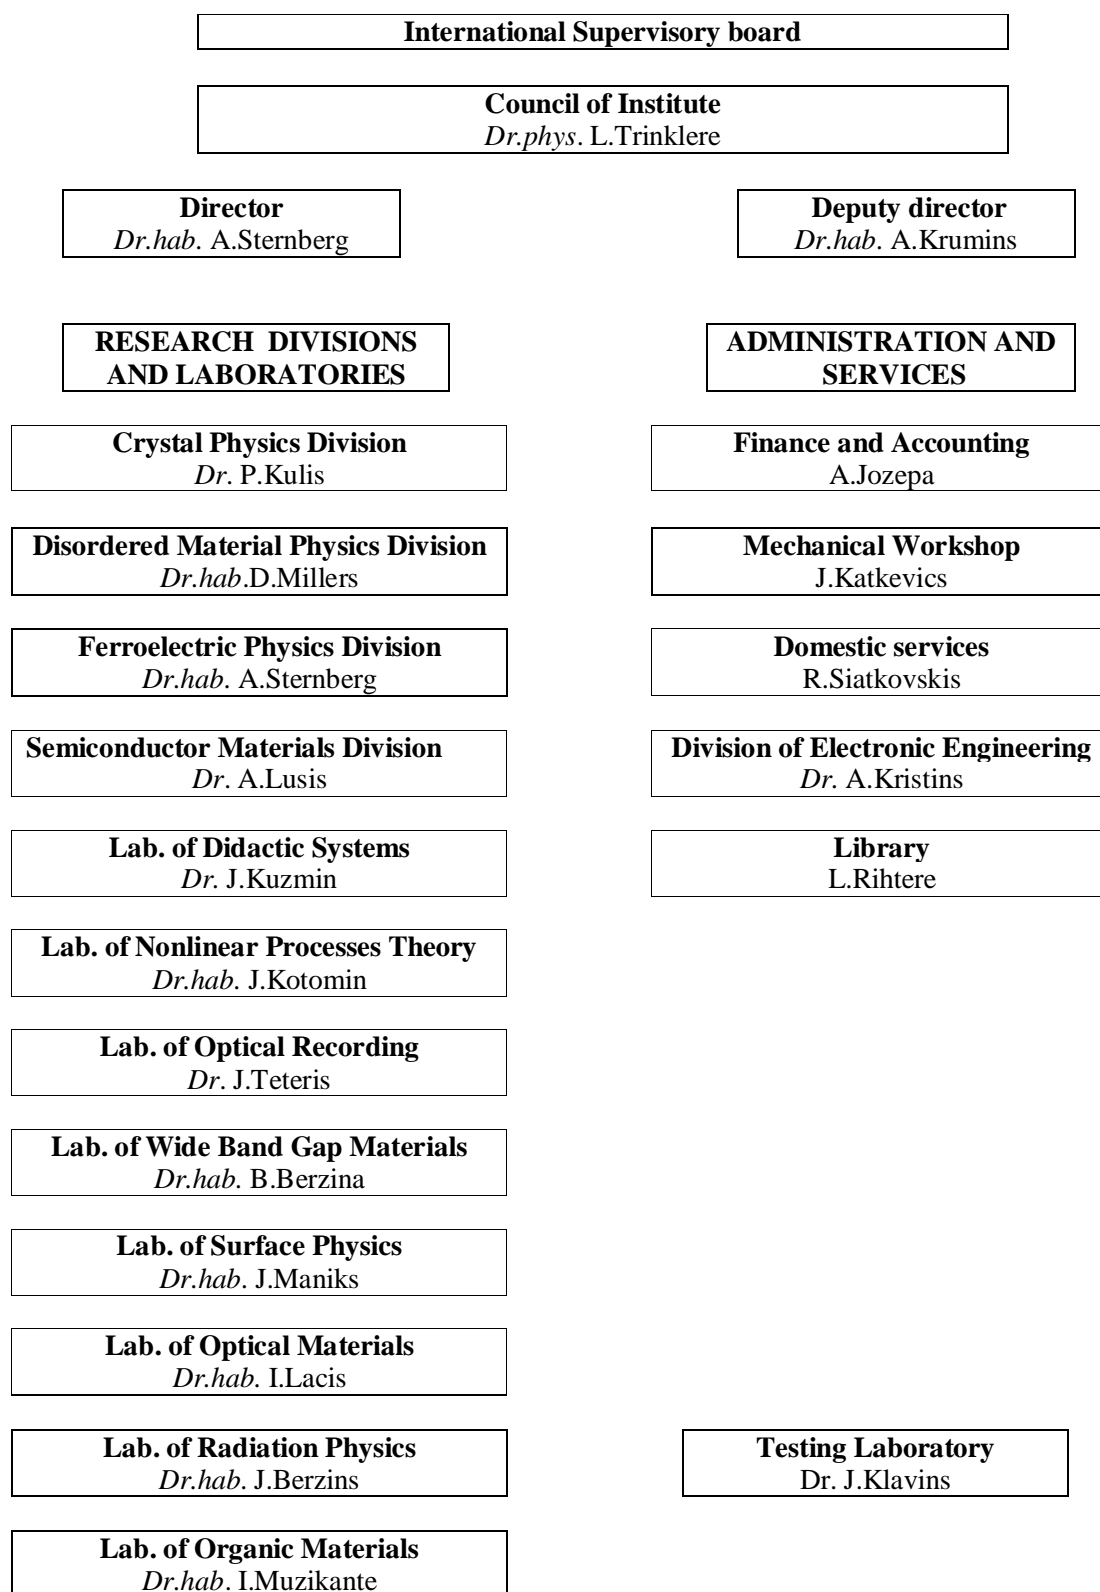 International Supervisory board
Council of Institute
Dr.phys. L.Trinklere
Director
Dr.hab. A.Sternberg
Deputy director
Dr.hab. A.Krumins
RESEARCH DIVISIONS
AND LABORATORIES
ADMINISTRATION AND
SERVICES
Crystal Physics Division
Dr. P.Kulis
Finance and Accounting
A.Jozepa
Disordered Material Physics Division
Dr.hab.D.Millers
Mechanical Workshop
J.Katkevics
Ferroelectric Physics Division
Dr.hab. A.Sternberg
Domestic services
R.Siatkovskis
Semiconductor Materials Division
Dr. A.Lusis
Division of Electronic Engineering
Dr. A.Kristins
Lab. of Didactic Systems
Dr. J.Kuzmin
Library
L.Rihtere
Lab. of Nonlinear Processes Theory
Dr.hab. J.Kotomin
Lab. of Optical Recording
Dr. J.Teteris
Lab. of Wide Band Gap Materials
Dr.hab. B.Berzina
Lab. of Surface Physics
Dr.hab. J.Maniks
Lab. of Optical Materials
Dr.hab. I.Lacis
Lab. of Radiation Physics
Dr.hab. J.Berzins
Testing Laboratory
Dr. J.Klavins
Lab. of Organic Materials
Dr.hab. I.Muzikante